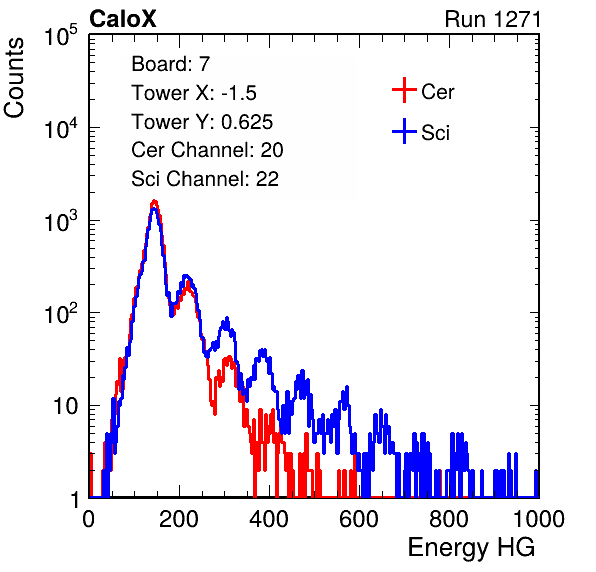 CaloX Run 1271
Counts
Board: 7
Tower X: -1.5
Tower Y: 0.625
Cer Channel: 20
Sci Channel: 22
Cer
Sci
10^5
10^4
10^3
10^2
10
1
0 200 400 600 800 1000
Energy HG